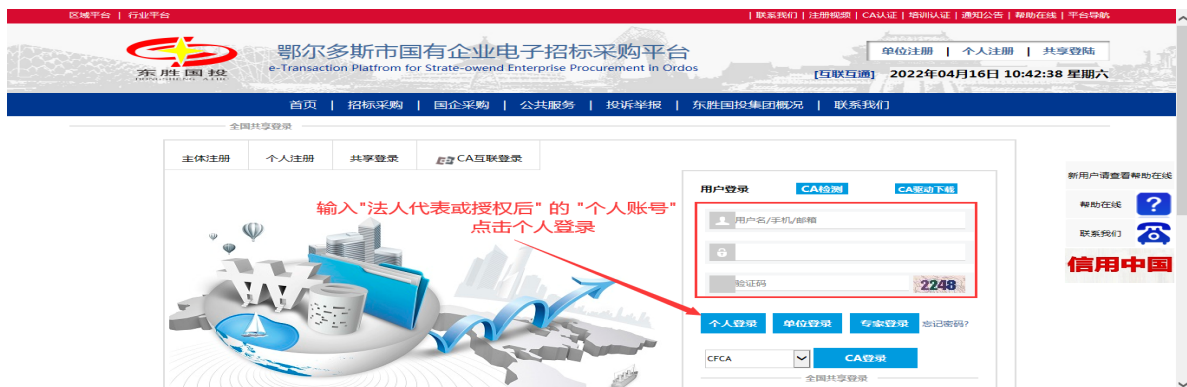 区域平台 | 行业平台
| 联系我们 | 注册视频 | CA认证 | 培训认证 | 通知公告 | 帮助在线 | 平台导航
东胜国投
鄂尔多斯市国有企业电子招标采购平台
e-Transaction Platfrom for Strate-owend Enterprise Procurement in Ordos
单位注册 | 个人注册 | 共享登陆
[互联互通] 2022年04月16日 10:42:38 星期六
首页 | 招标采购 | 国企采购 | 公共服务 | 投诉举报 | 东胜国投集团概况 | 联系我们
全国共享登录
主体注册 个人注册 共享登录 CA互联登录
用户登录 CA检测 CA驱动下载
输入"法人代表或授权后" 的 "个人账号"
点击个人登录
用户名/手机/邮箱
验证码 2248
个人登录 单位登录 专家登录 忘记密码?
CFCA CA登录
全国共享登录
新用户请查看帮助在线
帮助在线 ?
联系我们
信用中国